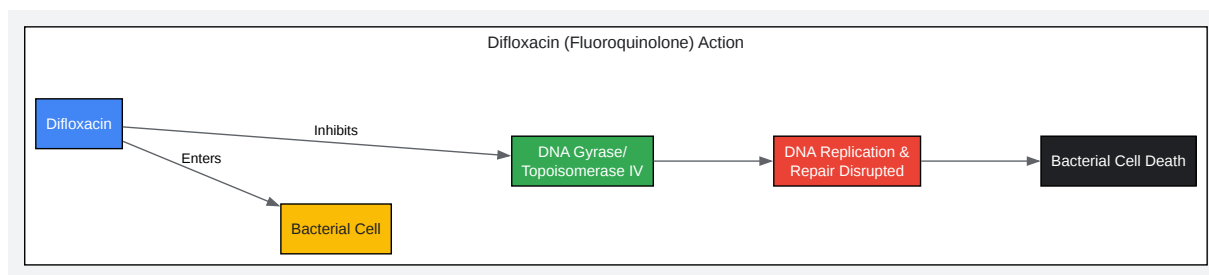 Difloxacin (Fluoroquinolone) Action
Difloxacin
Inhibits
Enters
DNA Gyrase/
Topoisomerase IV
DNA Replication &
Repair Disrupted
Bacterial Cell Death
Bacterial Cell